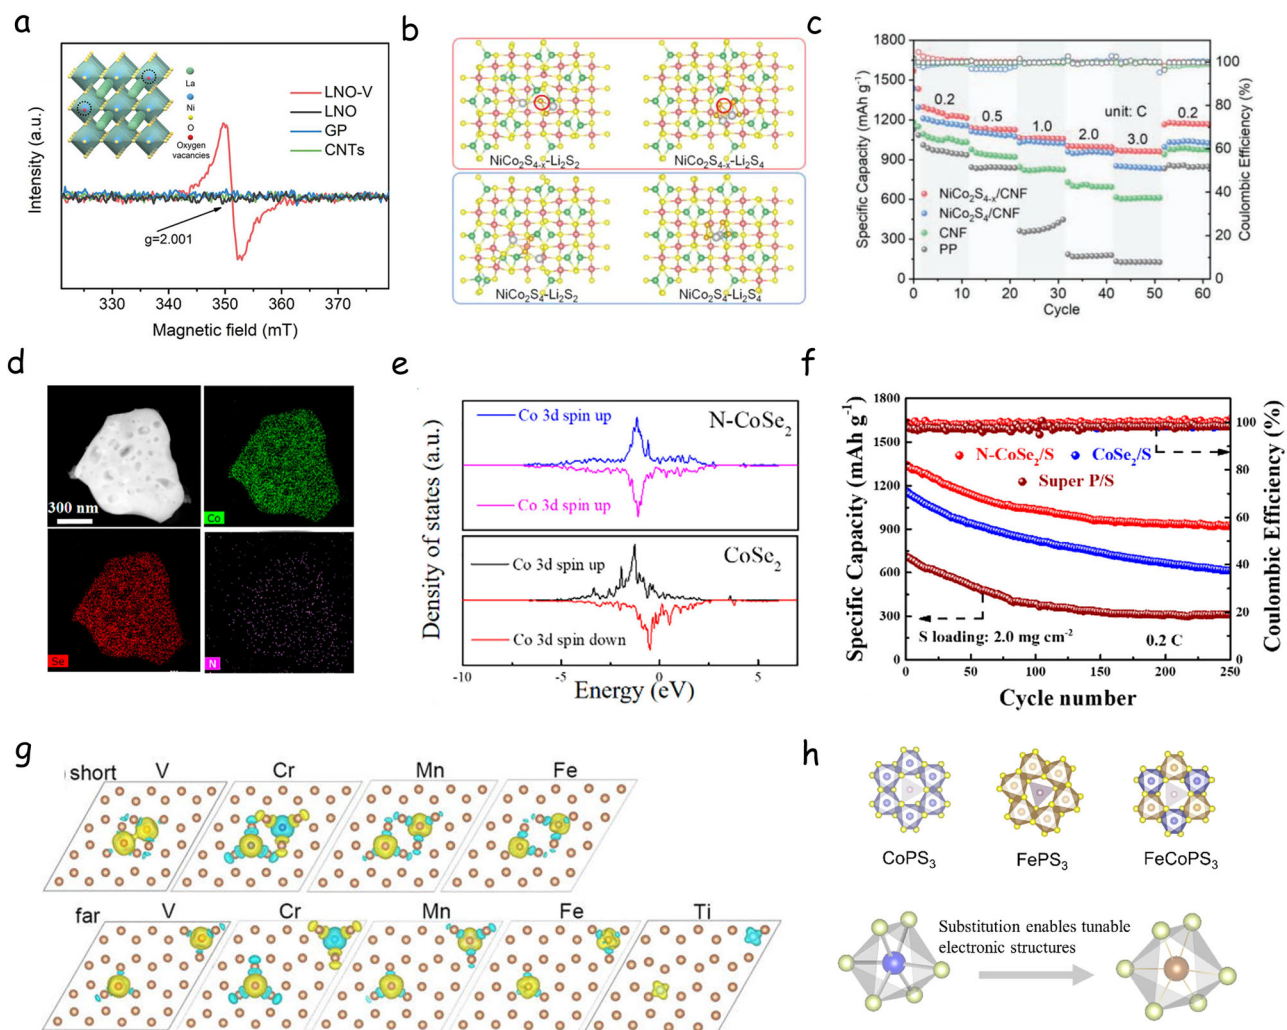 a
LNO-V
LNO
GP
CNTs
La
Ni
O
Oxygen
vacancies
g=2.001
Intensity (a.u.)
330 340 350 360 370
Magnetic field (mT)
b
NiCo₂S₄₋ₓ-Li₂S₂ NiCo₂S₄₋ₓ-Li₂S₄
NiCo₂S₄-Li₂S₂ NiCo₂S₄-Li₂S₄
c
1800
1500
1200
900
600
300
0
Specific Capacity (mAh g⁻¹)
0.2 0.5 1.0 2.0 3.0 0.2
unit: C
NiCo₂S₄₋ₓ/CNF
NiCo₂S₄/CNF
CNF
PP
100
80
60
40
20
0
Coulombic Efficiency (%)
0 10 20 30 40 50 60
Cycle
d
300 nm
Co
Se
N
e
Density of states (a.u.)
Co 3d spin up
N-CoSe₂
Co 3d spin up
Co 3d spin up
CoSe₂
Co 3d spin down
-10 -5 0 5
Energy (eV)
f
1800
1500
1200
900
600
300
0
Specific Capacity (mAh g⁻¹)
N-CoSe₂/S CoSe₂/S
Super P/S
S loading: 2.0 mg cm⁻²
0.2 C
100
80
60
40
20
0
Coulombic Efficiency (%)
0 50 100 150 200 250
Cycle number
g
short V Cr Mn Fe
far V Cr Mn Fe Ti
h
CoPS₃ FePS₃ FeCoPS₃
Substitution enables tunable
electronic structures